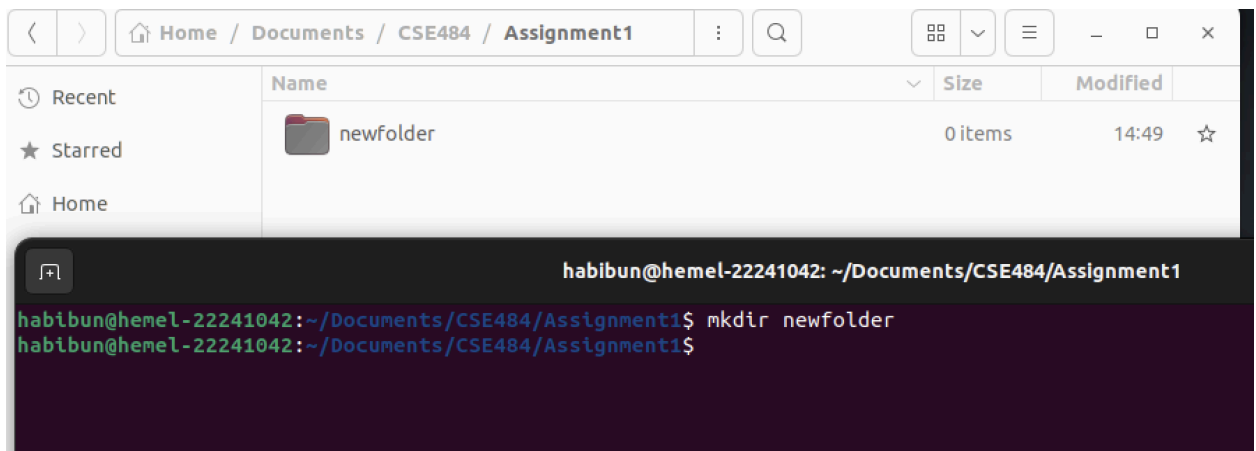 Home / Documents / CSE484 / Assignment1
Recent
Starred
Home
Name Size Modified
newfolder 0 items 14:49
habibun@hemel-22241042: ~/Documents/CSE484/Assignment1
habibun@hemel-22241042:~/Documents/CSE484/Assignment1$ mkdir newfolder
habibun@hemel-22241042:~/Documents/CSE484/Assignment1$